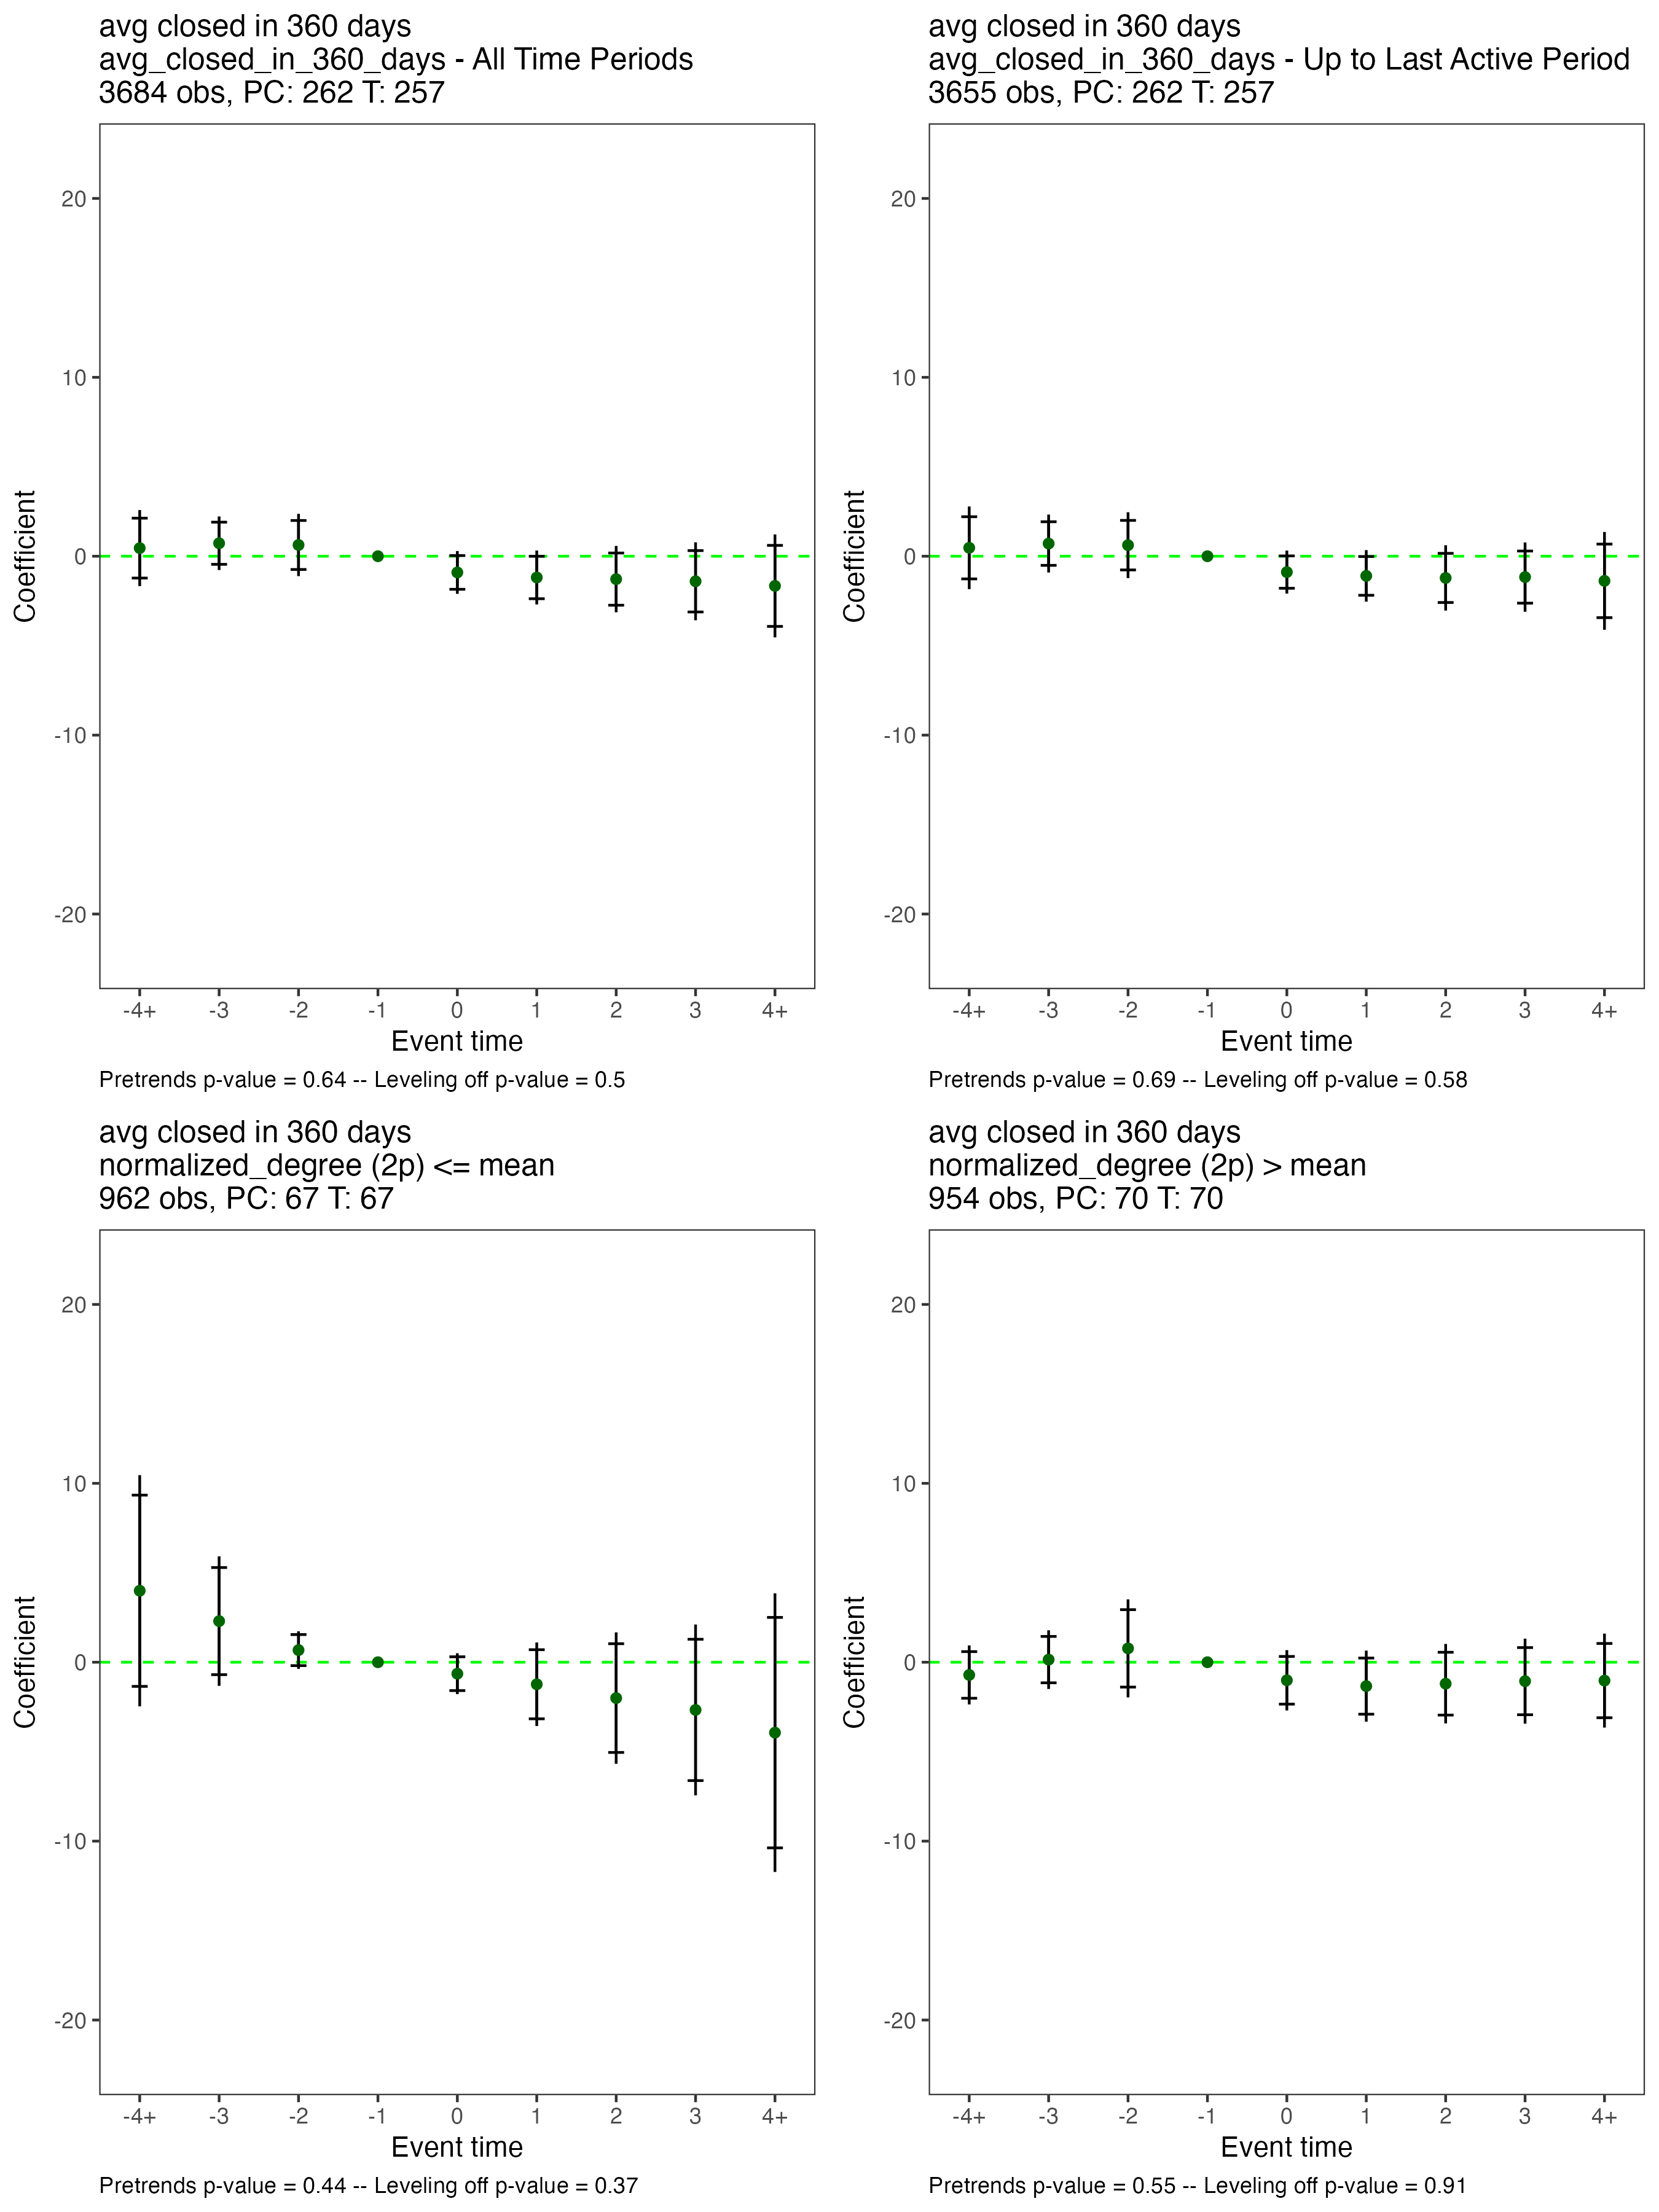 avg closed in 360 days
avg_closed_in_360_days - All Time Periods
3684 obs, PC: 262 T: 257
Coefficient
20
10
0
-10
-20
-4+ -3 -2 -1 0 1 2 3 4+
Event time
Pretrends p-value = 0.64 -- Leveling off p-value = 0.5
avg closed in 360 days
avg_closed_in_360_days - Up to Last Active Period
3655 obs, PC: 262 T: 257
Coefficient
20
10
0
-10
-20
-4+ -3 -2 -1 0 1 2 3 4+
Event time
Pretrends p-value = 0.69 -- Leveling off p-value = 0.58
avg closed in 360 days
normalized_degree (2p) <= mean
962 obs, PC: 67 T: 67
Coefficient
20
10
0
-10
-20
-4+ -3 -2 -1 0 1 2 3 4+
Event time
Pretrends p-value = 0.44 -- Leveling off p-value = 0.37
avg closed in 360 days
normalized_degree (2p) > mean
954 obs, PC: 70 T: 70
Coefficient
20
10
0
-10
-20
-4+ -3 -2 -1 0 1 2 3 4+
Event time
Pretrends p-value = 0.55 -- Leveling off p-value = 0.91